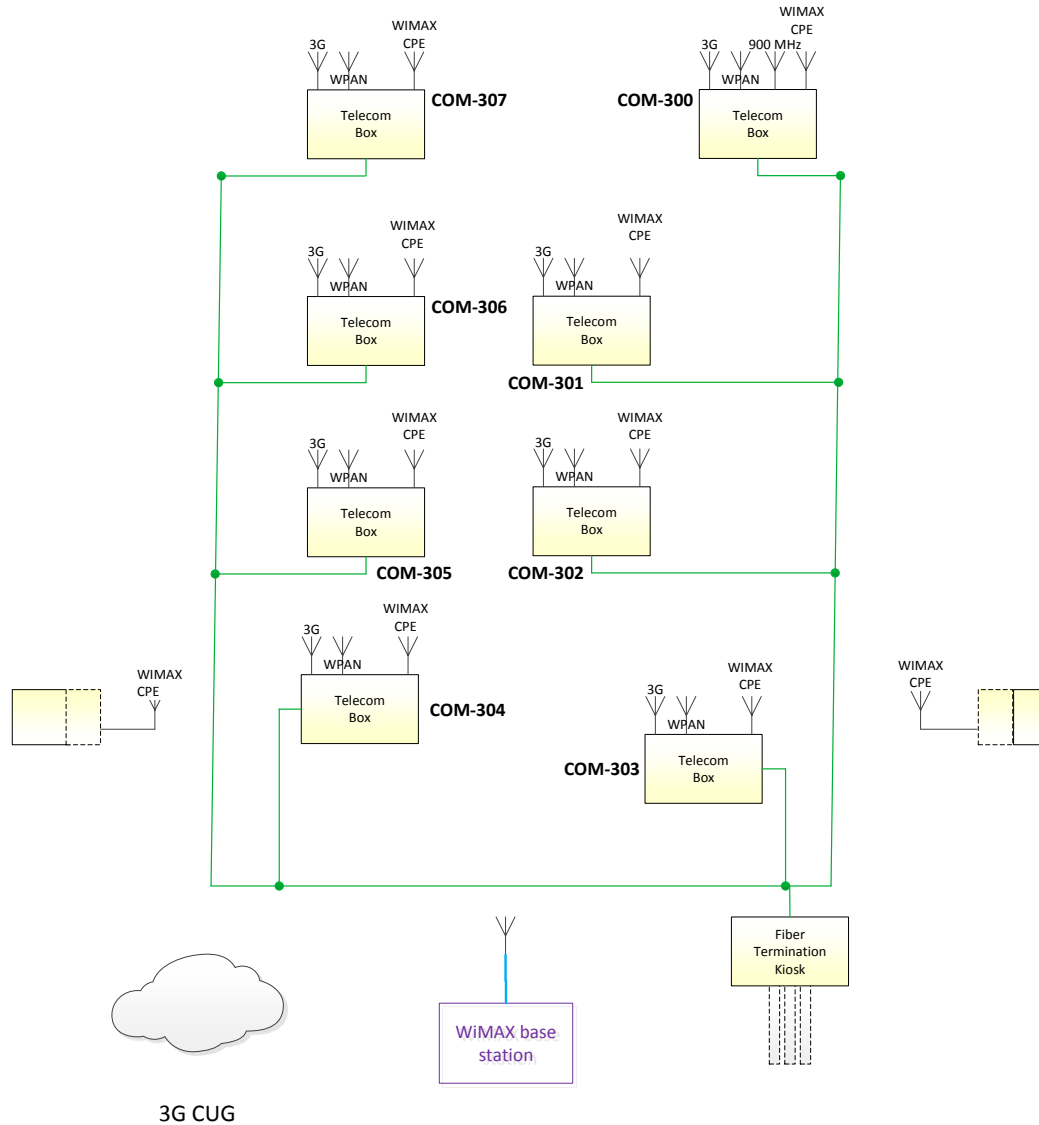 WIMAX
CPE
3G
WPAN
Telecom
Box
COM-307
WIMAX
CPE
3G
900 MHz
WPAN
Telecom
Box
COM-300
WIMAX
CPE
3G
WPAN
Telecom
Box
COM-306
WIMAX
CPE
3G
WPAN
Telecom
Box
COM-301
WIMAX
CPE
3G
WPAN
Telecom
Box
COM-305
WIMAX
CPE
3G
WPAN
Telecom
Box
COM-302
WIMAX
CPE
WIMAX
CPE
3G
WPAN
Telecom
Box
COM-304
WIMAX
CPE
3G
WPAN
Telecom
Box
COM-303
WIMAX
CPE
Fiber
Termination
Kiosk
WiMAX base
station
3G CUG